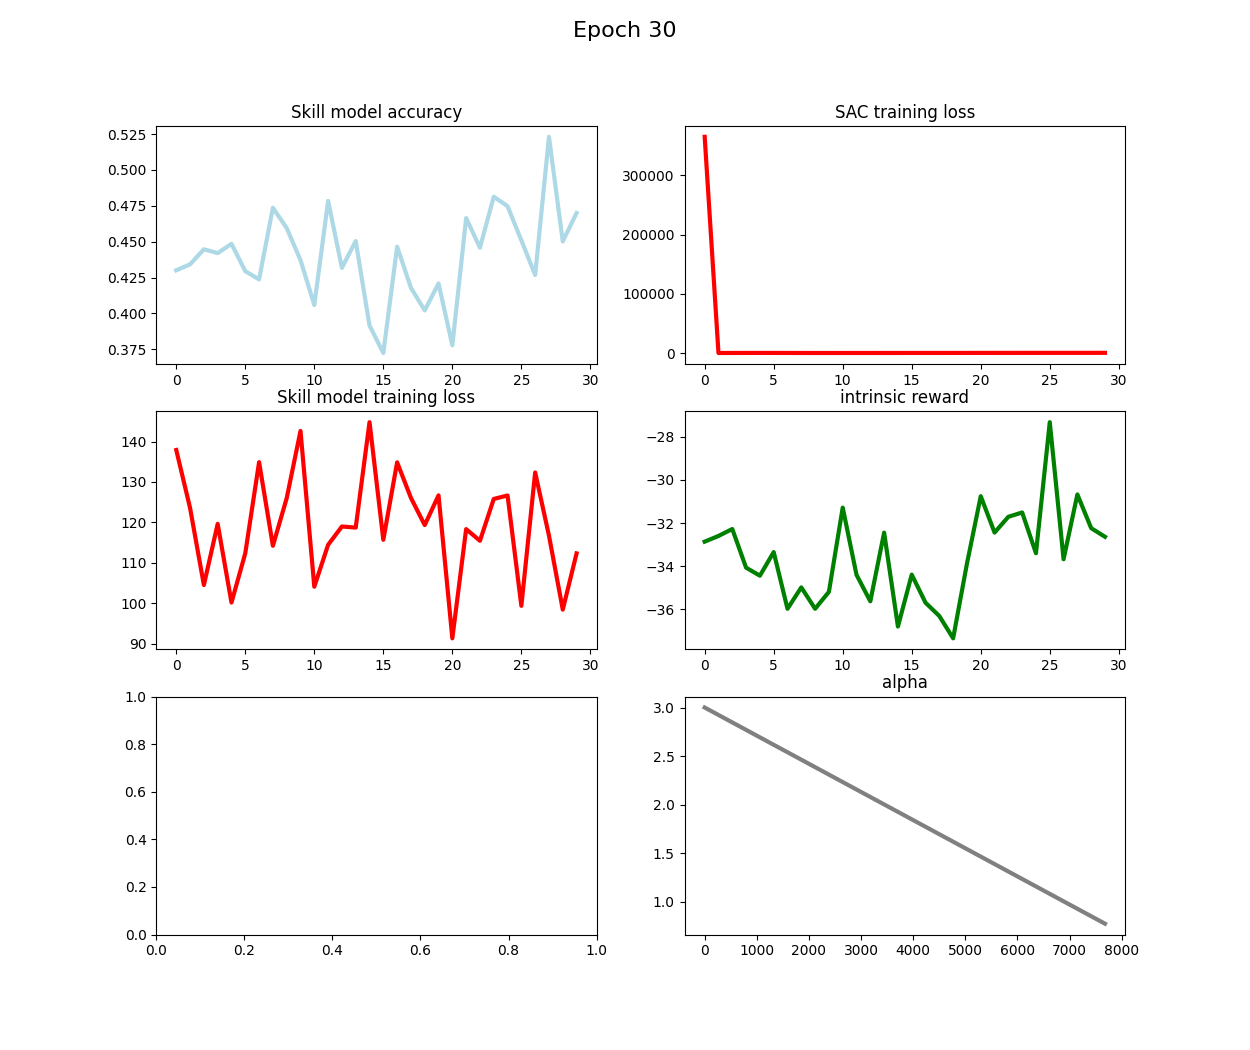 Epoch 30
Skill model accuracy
0.525
0.500
0.475
0.450
0.425
0.400
0.375
0 5 10 15 20 25 30
SAC training loss
300000
200000
100000
0
0 5 10 15 20 25 30
Skill model training loss
140
130
120
110
100
90
0 5 10 15 20 25 30
intrinsic reward
−28
−30
−32
−34
−36
0 5 10 15 20 25 30
1.0
0.8
0.6
0.4
0.2
0.0
0.0 0.2 0.4 0.6 0.8 1.0
alpha
3.0
2.5
2.0
1.5
1.0
0 1000 2000 3000 4000 5000 6000 7000 8000